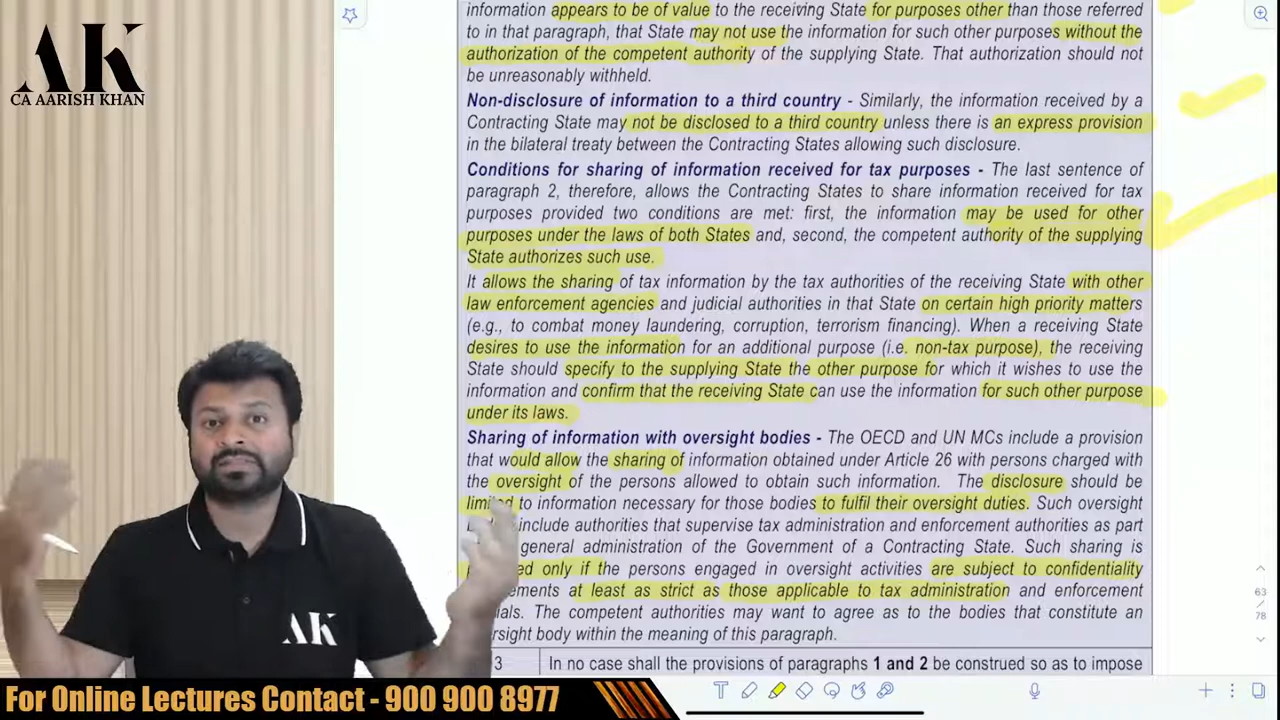 AK
CA AARISH KHAN
information appears to be of value to the receiving State for purposes other than those referred
to in that paragraph, that State may not use the information for such other purposes without the
authorization of the competent authority of the supplying State. That authorization should not
be unreasonably withheld.
Non-disclosure of information to a third country - Similarly, the information received by a
Contracting State may not be disclosed to a third country unless there is an express provision
in the bilateral treaty between the Contracting States allowing such disclosure.
Conditions for sharing of information received for tax purposes - The last sentence of
paragraph 2, therefore, allows the Contracting States to share information received for tax
purposes provided two conditions are met: first, the information may be used for other
purposes under the laws of both States and, second, the competent authority of the supplying
State authorizes such use.
It allows the sharing of tax information by the tax authorities of the receiving State with other
law enforcement agencies and judicial authorities in that State on certain high priority matters
(e.g., to combat money laundering, corruption, terrorism financing). When a receiving State
desires to use the information for an additional purpose (i.e. non-tax purpose), the receiving
State should specify to the supplying State the other purpose for which it wishes to use the
information and confirm that the receiving State can use the information for such other purpose
under its laws.
Sharing of information with oversight bodies - The OECD and UN MCs include a provision
that would allow the sharing of information obtained under Article 26 with persons charged with
the oversight of the persons allowed to obtain such information. The disclosure should be
limited to information necessary for those bodies to fulfil their oversight duties. Such oversight
include authorities that supervise tax administration and enforcement authorities as part
general administration of the Government of a Contracting State. Such sharing is
only if the persons engaged in oversight activities are subject to confidentiality
at least as strict as those applicable to tax administration and enforcement
The competent authorities may want to agree as to the bodies that constitute an
body within the meaning of this paragraph.
3 In no case shall the provisions of paragraphs 1 and 2 be construed so as to impose
63
/
78
AK
For Online Lectures Contact - 900 900 8977